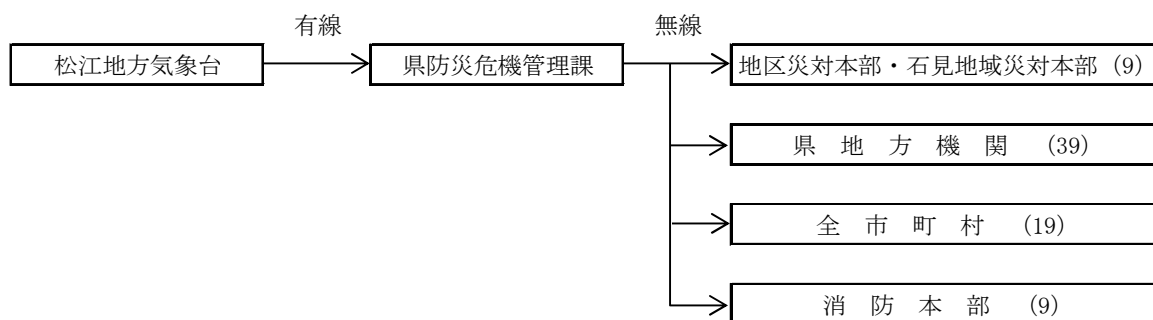 有線
無線
松江地方気象台
県防災危機管理課
地区災対本部・石見地域災対本部 (9)
県 地 方 機 関 (39)
全 市 町 村 (19)
消 防 本 部 (9)